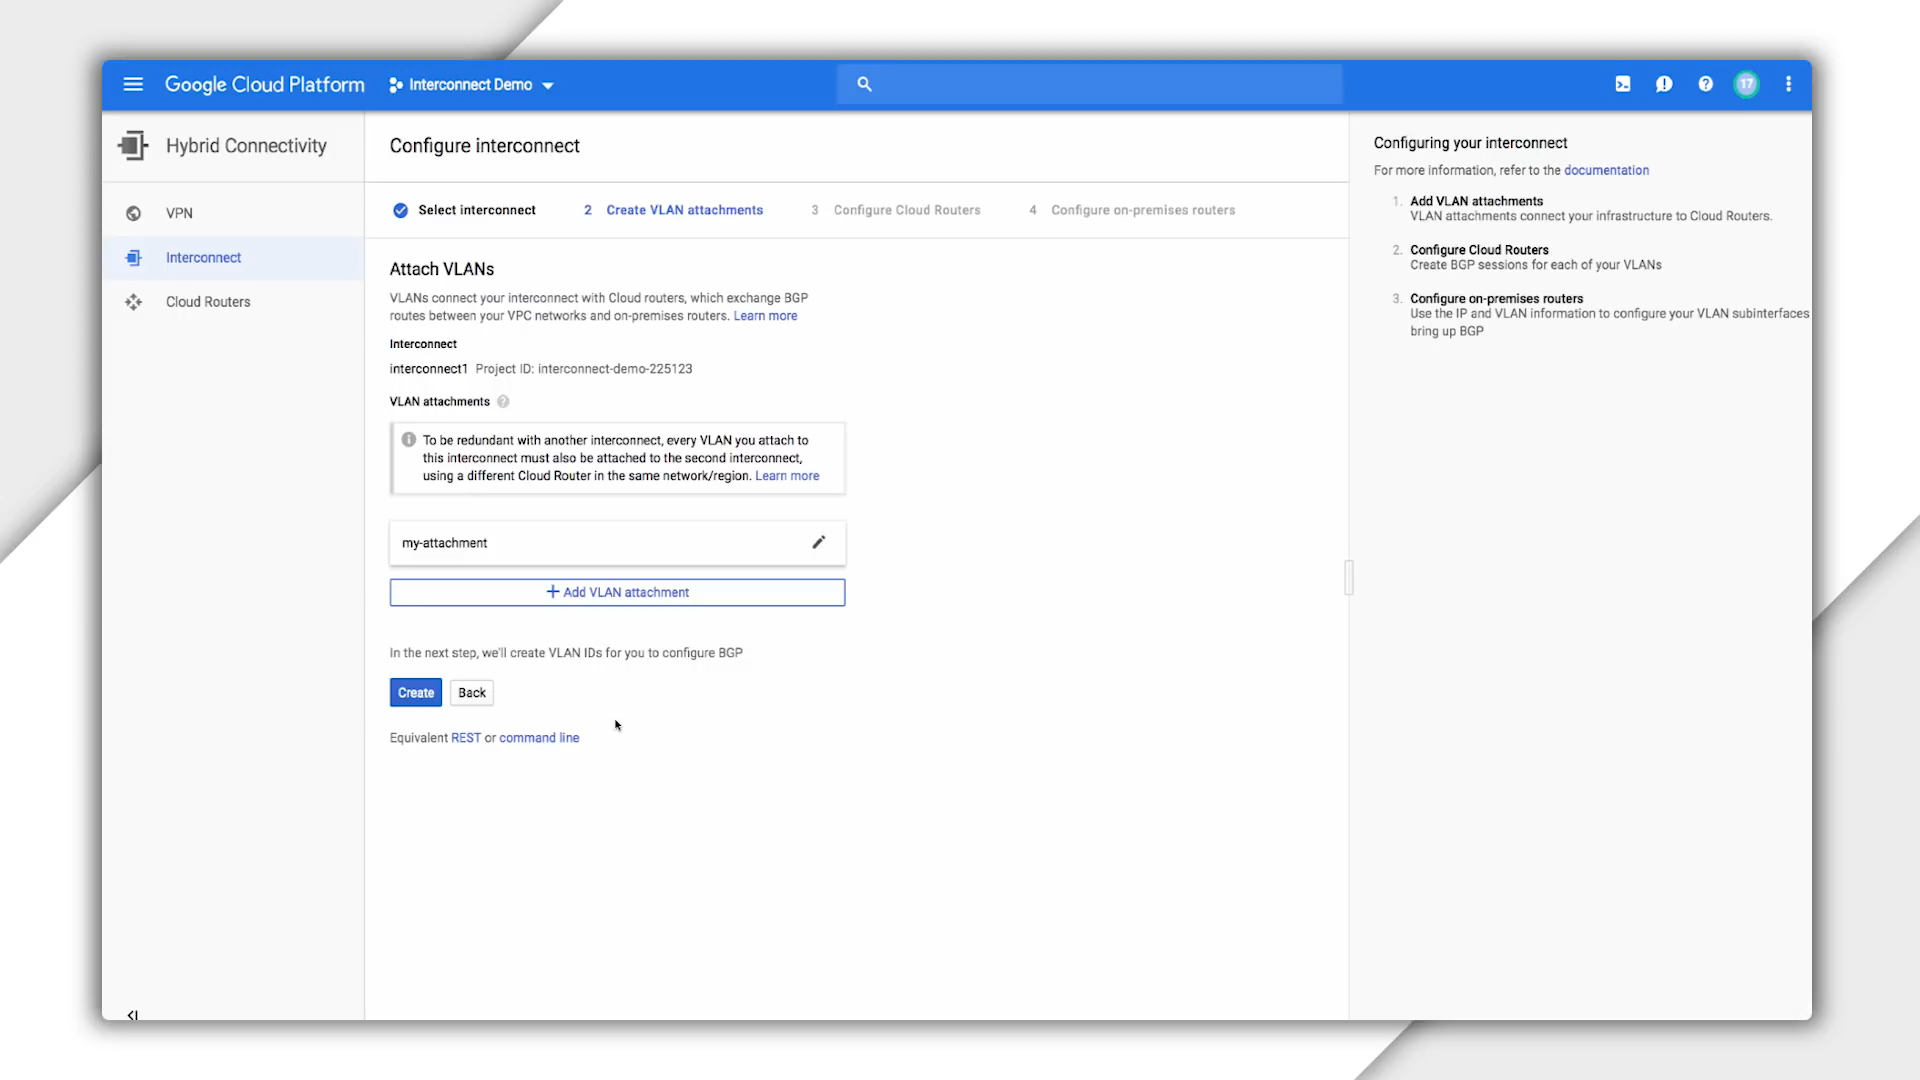 Google Cloud Platform
Interconnect Demo
17
Hybrid Connectivity
VPN
Interconnect
Cloud Routers
Configure interconnect
Select interconnect
2 Create VLAN attachments
3 Configure Cloud Routers
4 Configure on-premises routers
Attach VLANs
VLANs connect your interconnect with Cloud routers, which exchange BGP
routes between your VPC networks and on-premises routers. Learn more
Interconnect
interconnect1 Project ID: interconnect-demo-225123
VLAN attachments
To be redundant with another interconnect, every VLAN you attach to
this interconnect must also be attached to the second interconnect,
using a different Cloud Router in the same network/region. Learn more
my-attachment
+ Add VLAN attachment
In the next step, we'll create VLAN IDs for you to configure BGP
Create
Back
Equivalent REST or command line
Configuring your interconnect
For more information, refer to the documentation
1. Add VLAN attachments
VLAN attachments connect your infrastructure to Cloud Routers.
2. Configure Cloud Routers
Create BGP sessions for each of your VLANs
3. Configure on-premises routers
Use the IP and VLAN information to configure your VLAN subinterfaces
bring up BGP